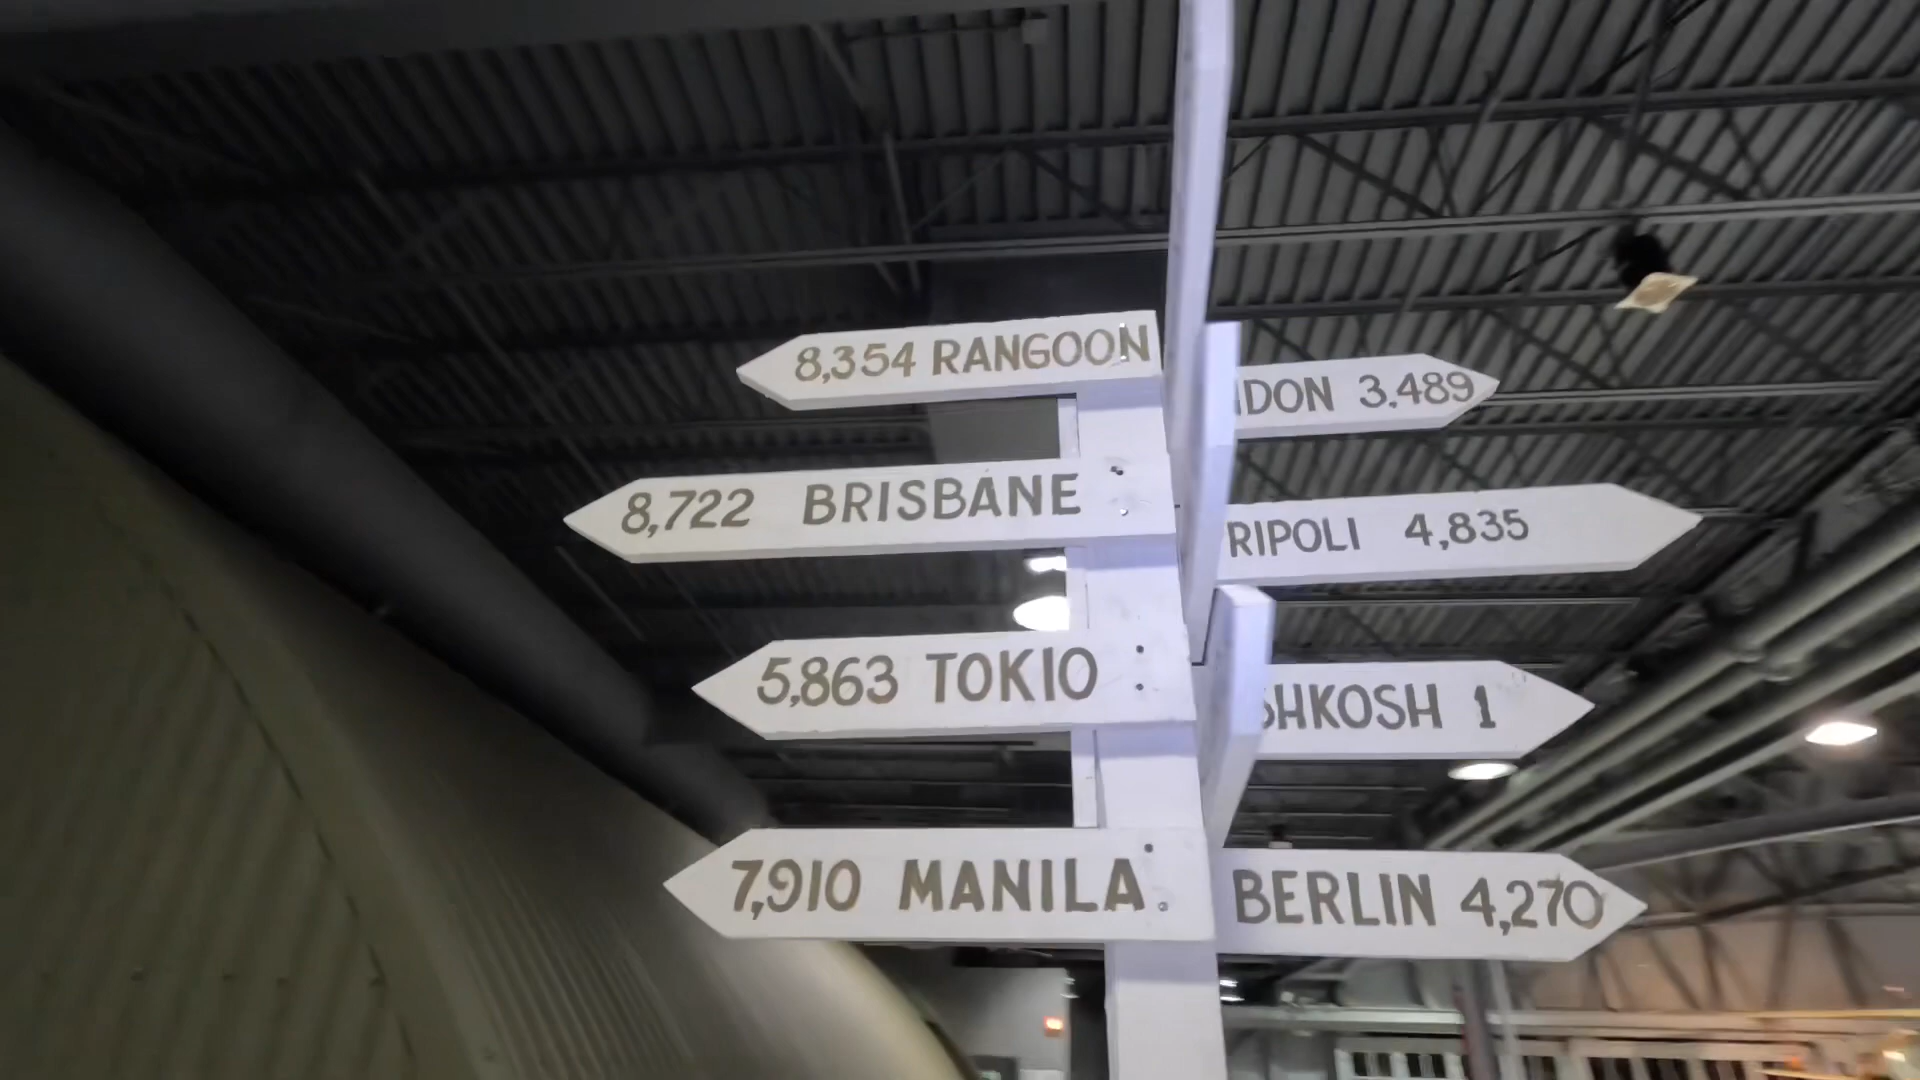 8,354 RANGOON
DON 3,489
8,722 BRISBANE
RIPOLI 4,835
5,863 TOKIO
SHKOSH 1
7,910 MANILA
BERLIN 4,270